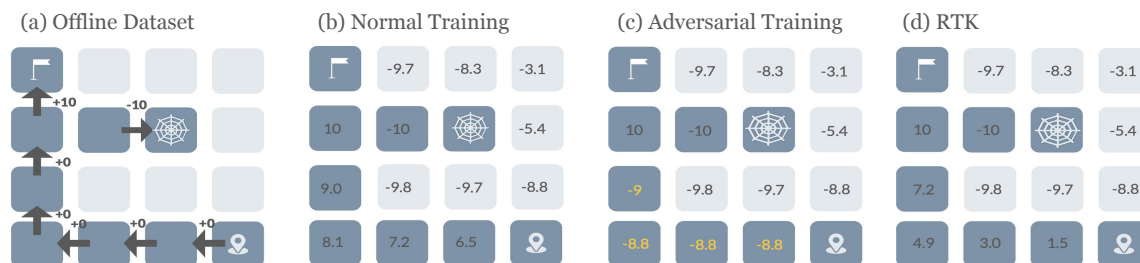 (a) Offline Dataset (b) Normal Training (c) Adversarial Training (d) RTK
-9.7 -8.3 -3.1 -9.7 -8.3 -3.1 -9.7 -8.3 -3.1
+10 -10
10 -10 -5.4 10 -10 -5.4 10 -10 -5.4
+0
9.0 -9.8 -9.7 -8.8 -9 -9.8 -9.7 -8.8 7.2 -9.8 -9.7 -8.8
+0 +0 +0 +0
8.1 7.2 6.5 -8.8 -8.8 -8.8 4.9 3.0 1.5